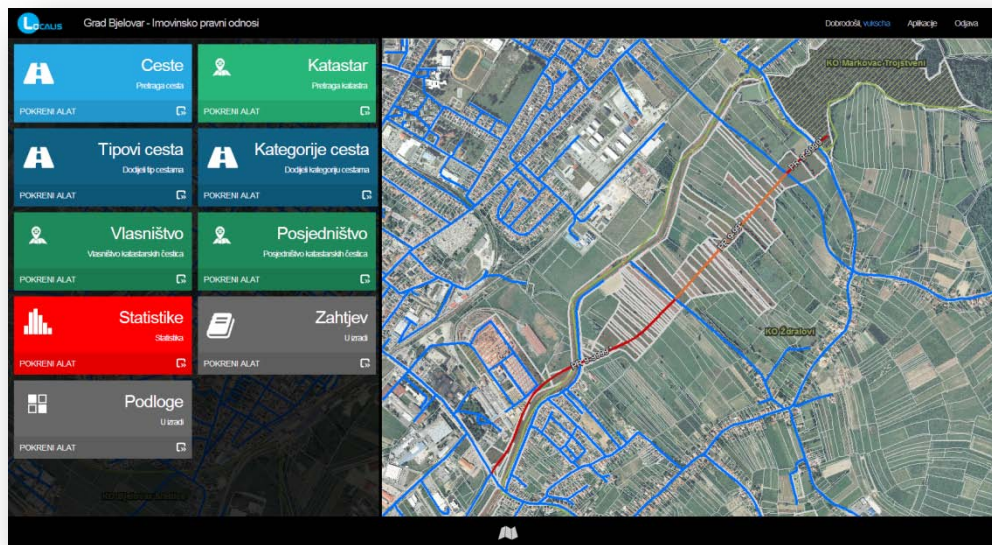 LOCALIS
Grad Bjelovar - Imovinsko pravni odnosi
Dobrodošli, vukscha
Aplikacije
Odjava
Ceste
Pretraga cesta
POKRENI ALAT
Katastar
Pretraga katastra
POKRENI ALAT
Tipovi cesta
Dodijeli tip cestama
POKRENI ALAT
Kategorije cesta
Dodijeli kategoriju cestama
POKRENI ALAT
Vlasništvo
Vlasništvo katastarskih čestica
POKRENI ALAT
Posjedništvo
Posjedništvo katastarskih čestica
POKRENI ALAT
Statistike
Statistika
POKRENI ALAT
Zahtjev
U izradi
POKRENI ALAT
Podloge
U izradi
POKRENI ALAT
KO Markovac Trojstveni
KO Ždralovi